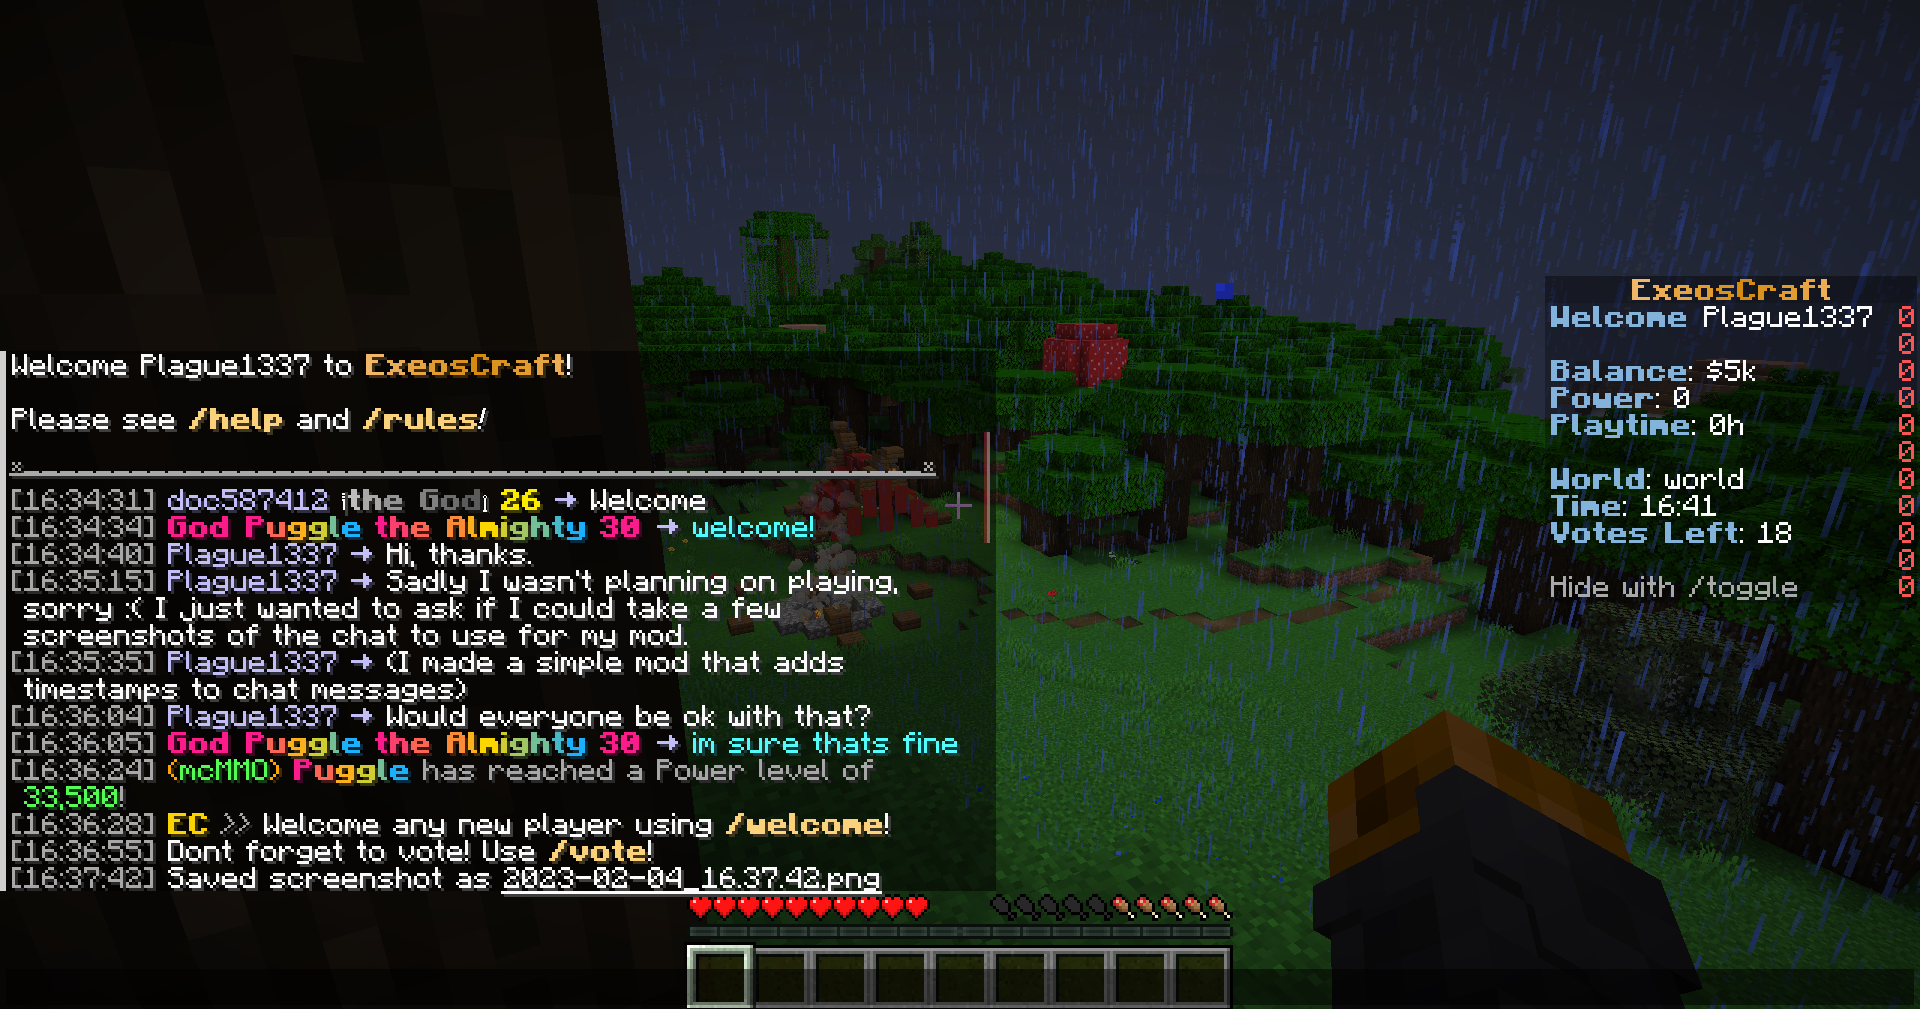 Welcome Plague1337 to ExeosCraft!
Please see /help and /rules!
[16:34:31] doc587412 [the God] 26 → Welcome
[16:34:34] God Puggle the Almighty 30 → welcome!
[16:34:40] Plague1337 → Hi, thanks.
[16:35:15] Plague1337 → Sadly I wasn't planning on playing,
sorry :( I just wanted to ask if I could take a few
screenshots of the chat to use for my mod.
[16:35:35] Plague1337 → (I made a simple mod that adds
timestamps to chat messages)
[16:36:04] Plague1337 → Would everyone be ok with that?
[16:36:05] God Puggle the Almighty 30 → im sure thats fine
[16:36:24] (mcMMO) Puggle has reached a Power level of
33,500!
[16:36:28] EC >> Welcome any new player using /welcome!
[16:36:55] Dont forget to vote! Use /vote!
[16:37:42] Saved screenshot as 2023-02-04_16.37.42.png
ExeosCraft
Welcome Plague1337 0
0
Balance: $5k 0
Power: 0 0
Playtime: 0h 0
0
World: world 0
Time: 16:41 0
Votes Left: 18 0
0
Hide with /toggle 0